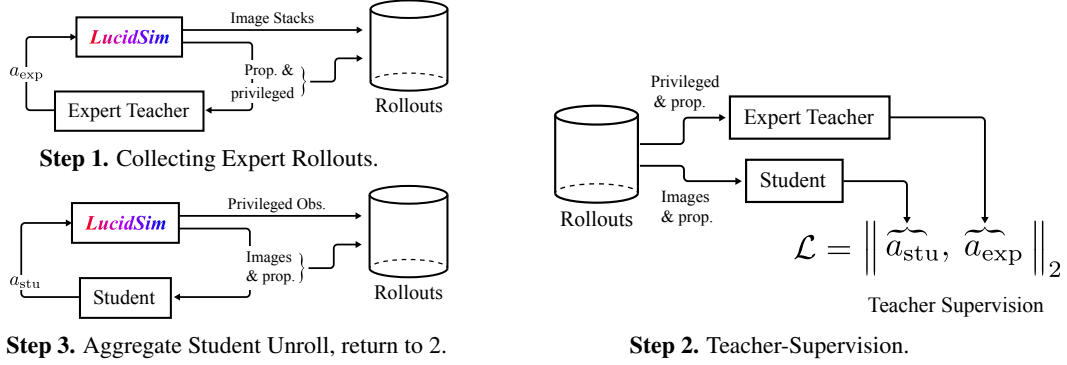 Image Stacks
LucidSim
a_exp
Prop. &
privileged
Expert Teacher
Rollouts
Step 1. Collecting Expert Rollouts.
Privileged Obs.
LucidSim
a_stu
Images
& prop.
Student
Rollouts
Step 3. Aggregate Student Unroll, return to 2.
Privileged
& prop.
Expert Teacher
Rollouts
Student
Images
& prop.
ℒ = ‖ a_stu, a_exp ‖_2
Teacher Supervision
Step 2. Teacher-Supervision.